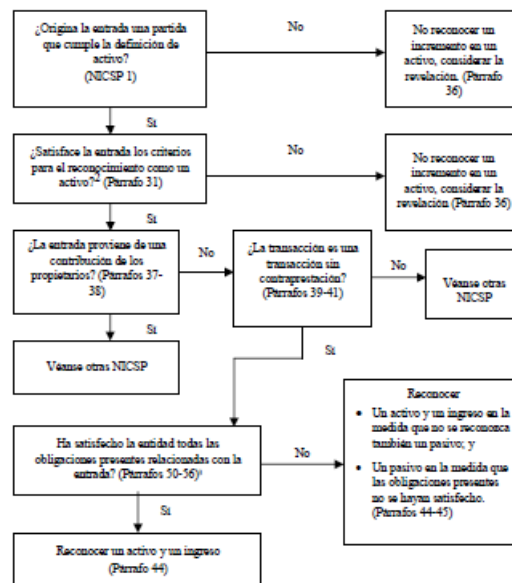 ¿Origina la entrada una partida
que cumple la definición de
activo?
(NICSP 1)
No
No reconocer un
incremento en un
activo, considerar la
revelación. (Párrafo
36)
Si
¿Satisface la entrada los criterios
para el reconocimiento como un
activo? (Párrafo 31)
No
No reconocer un
incremento en un
activo, considerar la
revelación (Párrafo 36)
Si
¿La entrada proviene de una
contribución de los
propietarios? (Párrafos 37-
38)
No
¿La transacción es una
transacción sin
contraprestación?
(Párrafos 39-41)
No
Véanse otras
NICSP
Si
Véanse otras NICSP
Si
Ha satisfecho la entidad todas las
obligaciones presentes relacionadas con la
entrada? (Párrafos 50-56)
No
Reconocer
• Un activo y un ingreso en la
medida que no se reconozca
también un pasivo; y
• Un pasivo en la medida que
las obligaciones presentes
no se hayan satisfecho.
(Párrafos 44-45)
Si
Reconocer un activo y un ingreso
(Párrafo 44)